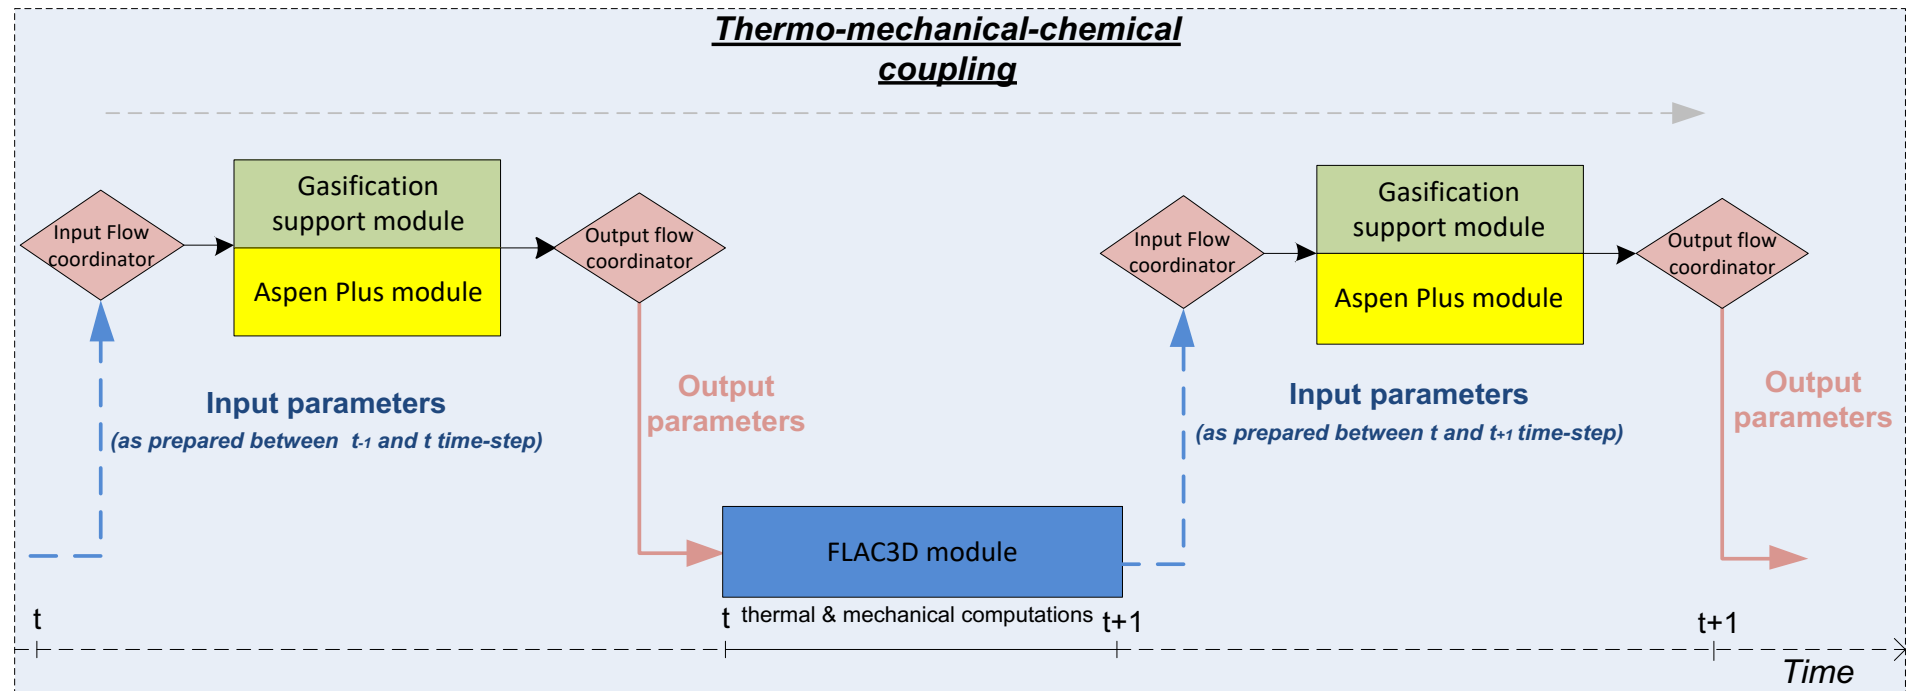 Thermo-mechanical-chemical
coupling
Input Flow
coordinator
Gasification
support module
Aspen Plus module
Output flow
coordinator
Input parameters
(as prepared between t-1 and t time-step)
Output
parameters
FLAC3D module
Input Flow
coordinator
Gasification
support module
Aspen Plus module
Output flow
coordinator
Input parameters
(as prepared between t and t+1 time-step)
Output
parameters
t
t thermal & mechanical computations t+1
t+1
Time